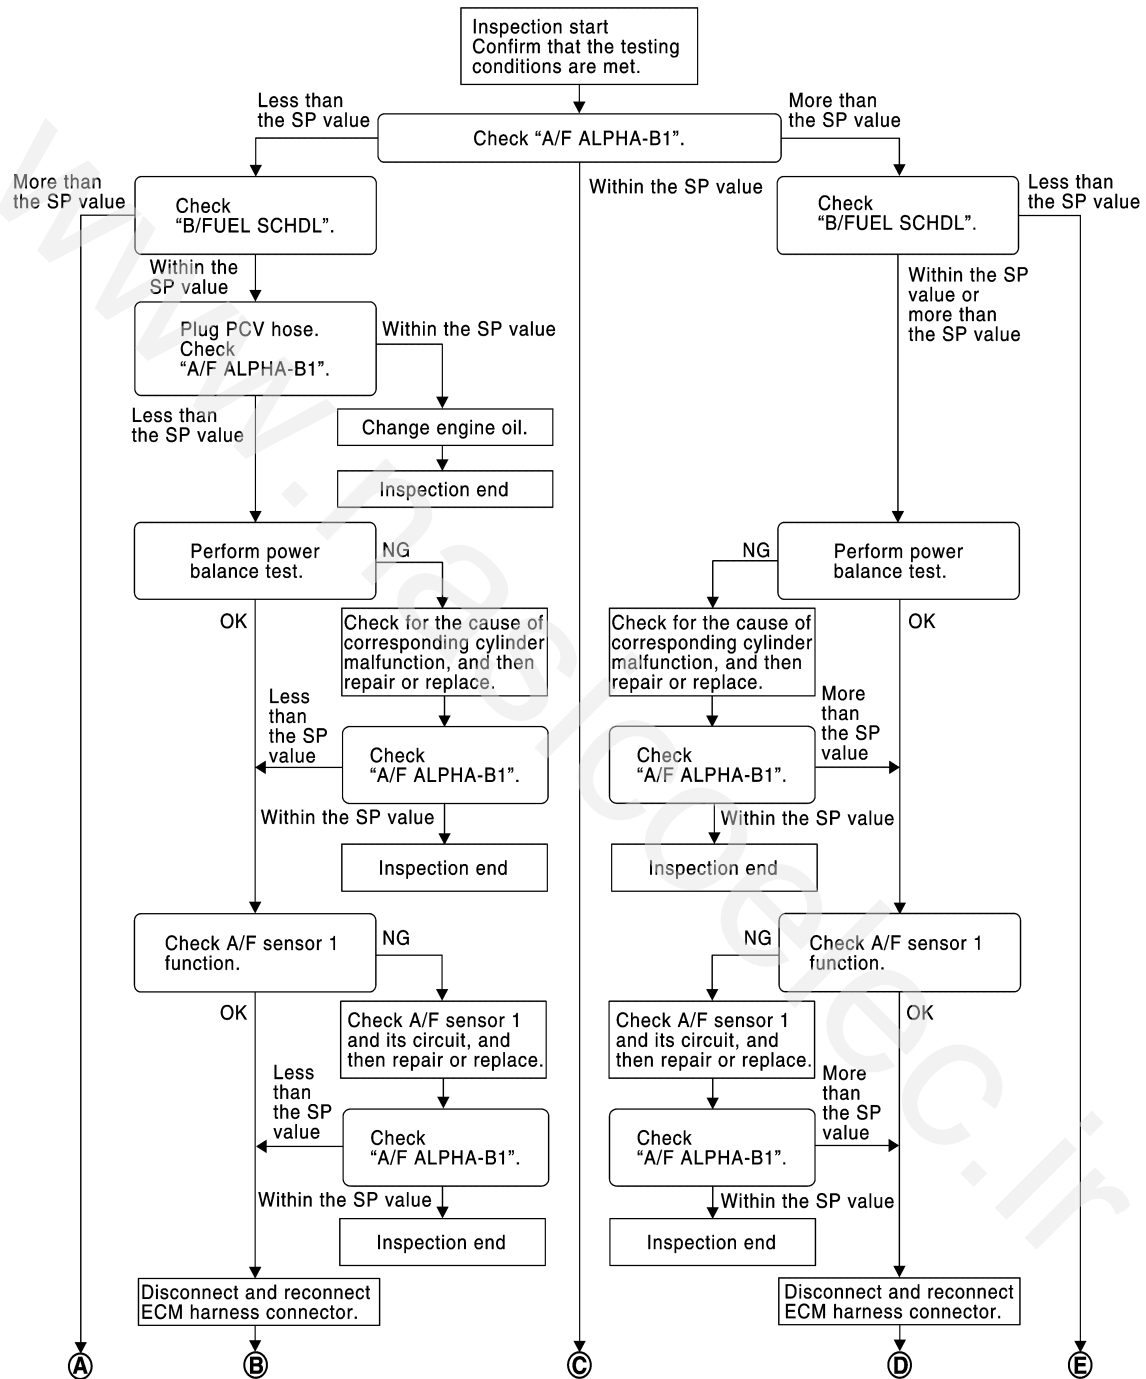 Inspection start
Confirm that the testing
conditions are met.
Less than
the SP value
More than
the SP value
Check “A/F ALPHA-B1”.
More than
the SP value
Within the SP value
Less than
the SP value
Check
“B/FUEL SCHDL”.
Check
“B/FUEL SCHDL”.
Within the
SP value
Within the SP
value or
more than
the SP value
Plug PCV hose.
Check
“A/F ALPHA-B1”.
Within the SP value
Less than
the SP value
Change engine oil.
Inspection end
Perform power
balance test.
NG
NG
Perform power
balance test.
OK
OK
Check for the cause of
corresponding cylinder
malfunction, and then
repair or replace.
Check for the cause of
corresponding cylinder
malfunction, and then
repair or replace.
Less
than
the SP
value
More
than
the SP
value
Check
“A/F ALPHA-B1”.
Check
“A/F ALPHA-B1”.
Within the SP value
Within the SP value
Inspection end
Inspection end
Check A/F sensor 1
function.
NG
NG
Check A/F sensor 1
function.
OK
OK
Check A/F sensor 1
and its circuit, and
then repair or replace.
Check A/F sensor 1
and its circuit, and
then repair or replace.
Less
than
the SP
value
More
than
the SP
value
Check
“A/F ALPHA-B1”.
Check
“A/F ALPHA-B1”.
Within the SP value
Within the SP value
Inspection end
Inspection end
Disconnect and reconnect
ECM harness connector.
Disconnect and reconnect
ECM harness connector.
A
B
C
D
E
www.naslcoelec.ir